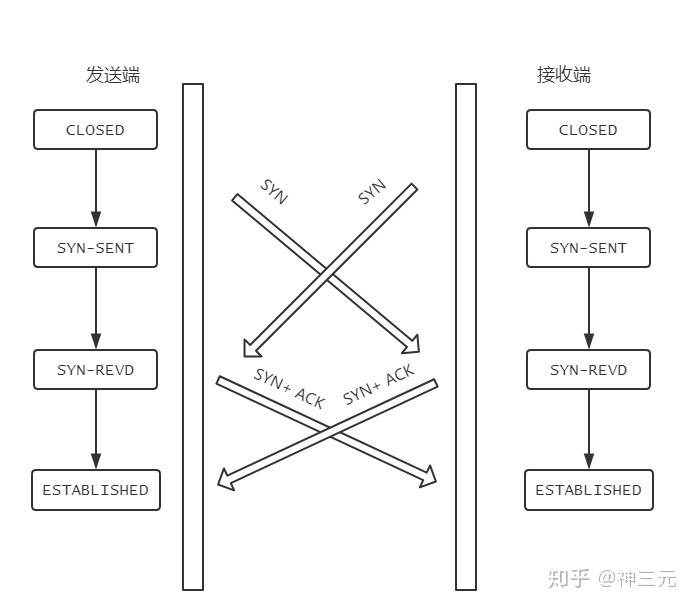 发送端
接收端
CLOSED
CLOSED
SYN
SYN
SYN-SENT
SYN-SENT
SYN-REVD
SYN-REVD
SYN+ ACK
SYN+ ACK
ESTABLISHED
ESTABLISHED
知乎 @神三元